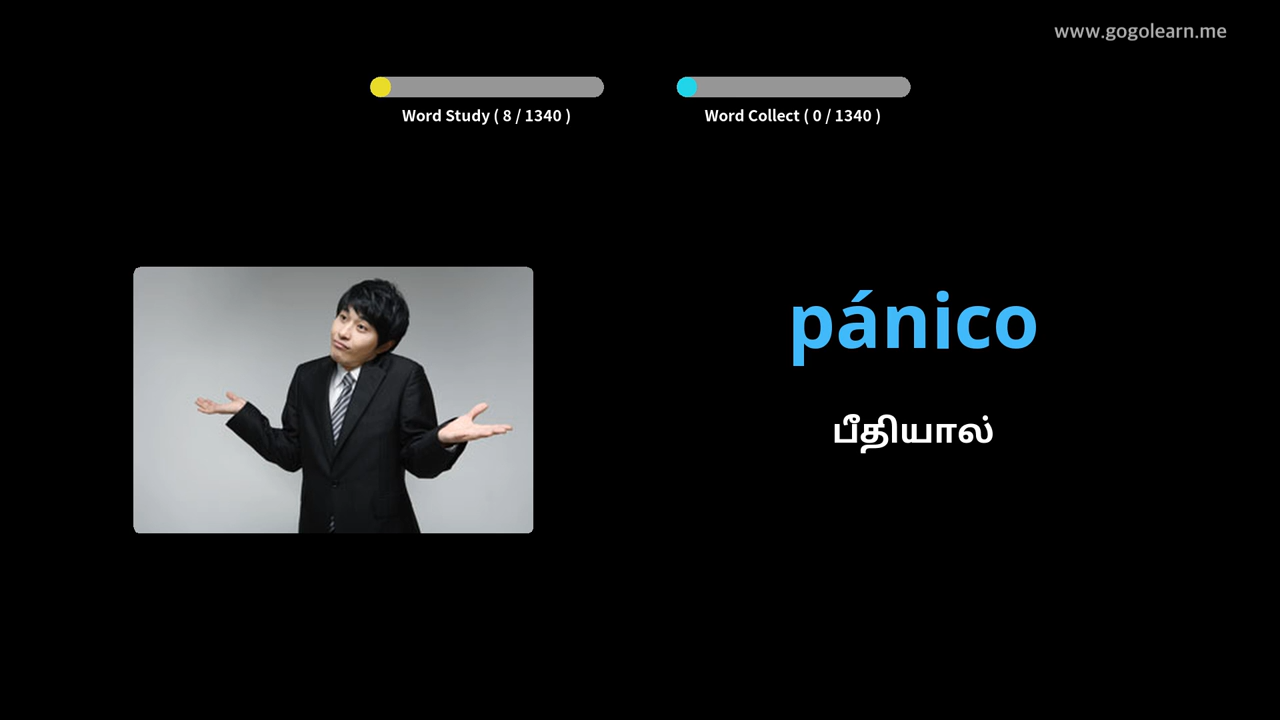 www.gogolearn.me
Word Study ( 8 / 1340 )
Word Collect ( 0 / 1340 )
pánico
பீதியால்